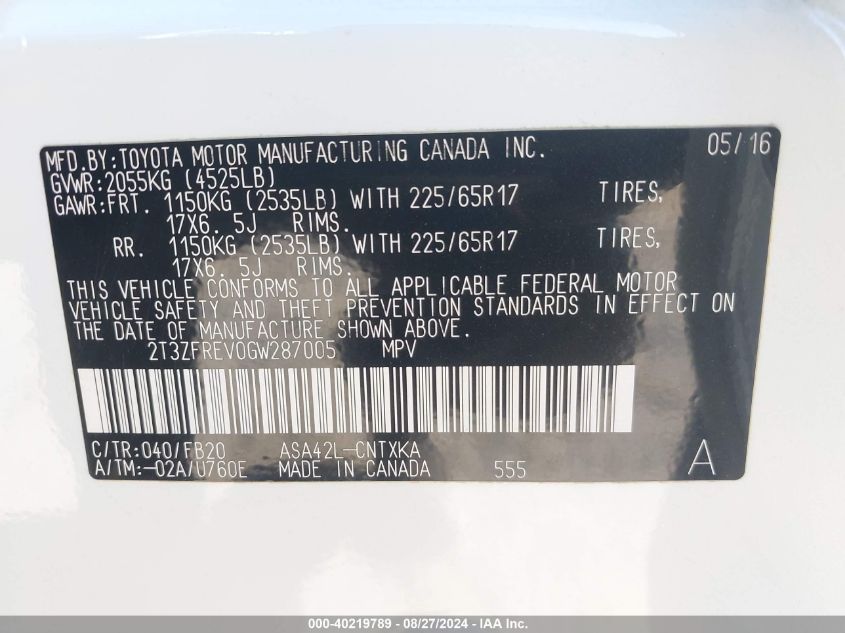 MFD.BY:TOYOTA MOTOR MANUFACTURING CANADA INC. 05/16
GVWR:2055KG (4525LB)
GAWR:FRT. 1150KG (2535LB) WITH 225/65R17 TIRES,
17X6.5J RIMS.
RR. 1150KG (2535LB) WITH 225/65R17 TIRES,
17X6.5J RIMS.
THIS VEHICLE CONFORMS TO ALL APPLICABLE FEDERAL MOTOR
VEHICLE SAFETY AND THEFT PREVENTION STANDARDS IN EFFECT ON
THE DATE OF MANUFACTURE SHOWN ABOVE.
2T3ZFREV0GW287005 MPV
C/TR:040/FB20 ASA42L-CNTXKA
A/TM:-02A/U760E MADE IN CANADA 555 A
000-40219789 - 08/27/2024 - IAA Inc.